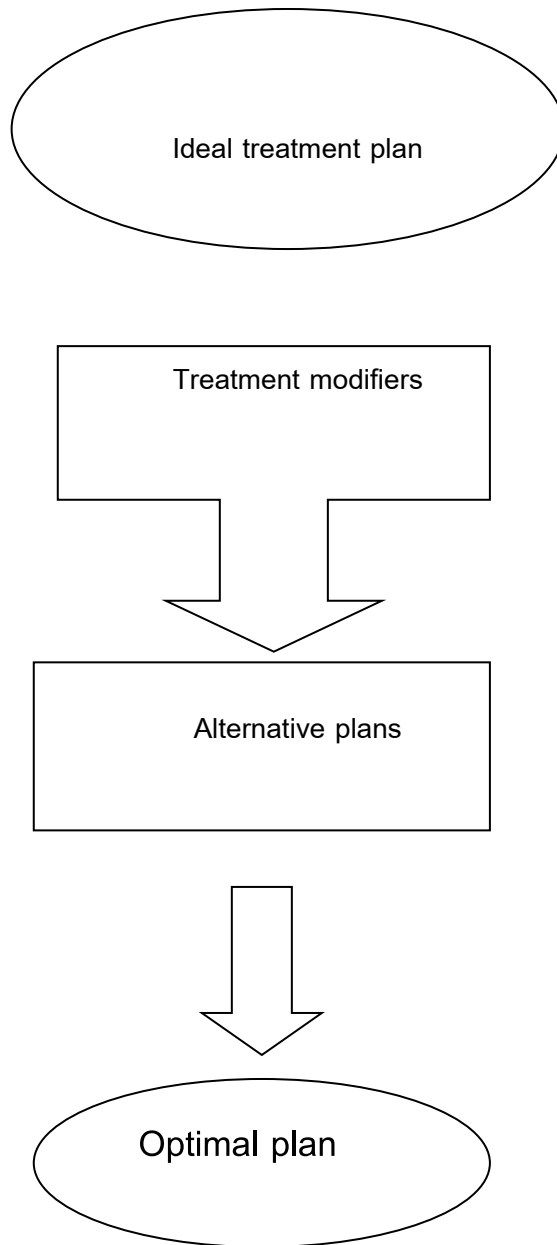 Ideal treatment plan
Treatment modifiers
Alternative plans
Optimal plan